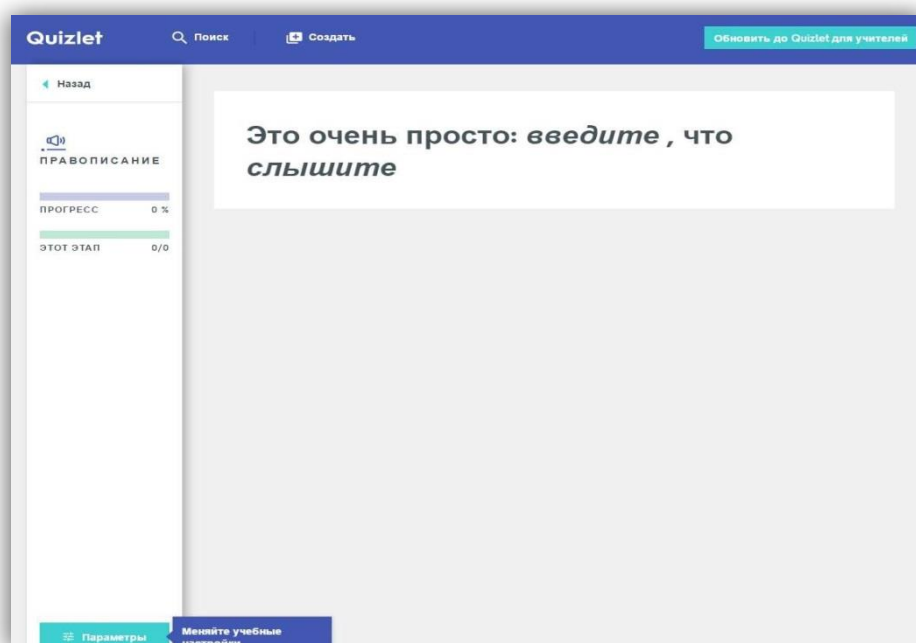 Quizlet
Поиск
Создать
Обновить до Quizlet для учителей
Назад
ПРАВОПИСАНИЕ
ПРОГРЕСС 0 %
ЭТОТ ЭТАП 0/0
Это очень просто: введите , что
слышите
Параметры
Меняйте учебные
настройки